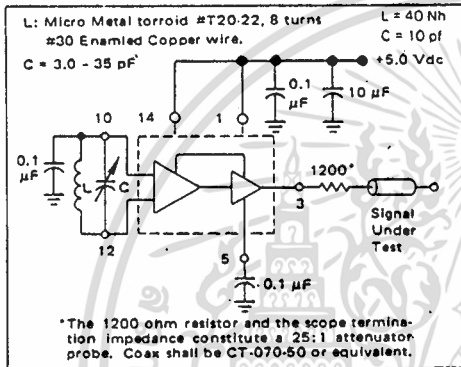 L: Micro Metal torroid #T20-22, 8 turns
#30 Enamled Copper wire.
C = 3.0 - 35 pF
L = 40 Nh
C = 10 pf
+5.0 Vdc
0.1 µF
10 µF
14
1
10
0.1 µF
L
C
12
1200*
3
Signal Under Test
5
0.1 µF
*The 1200 ohm resistor and the scope termina-
tion impedance constitute a 25:1 attenuator
probe. Coax shall be CT-070-50 or equivalent.